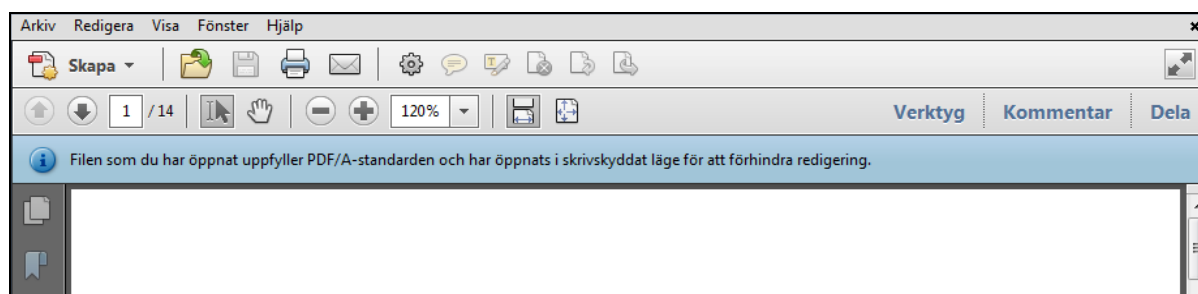 Arkiv Redigera Visa Fönster Hjälp
Skapa
1 / 14 120% Verktyg Kommentar Dela
Filen som du har öppnat uppfyller PDF/A-standarden och har öppnats i skrivskyddat läge för att förhindra redigering.